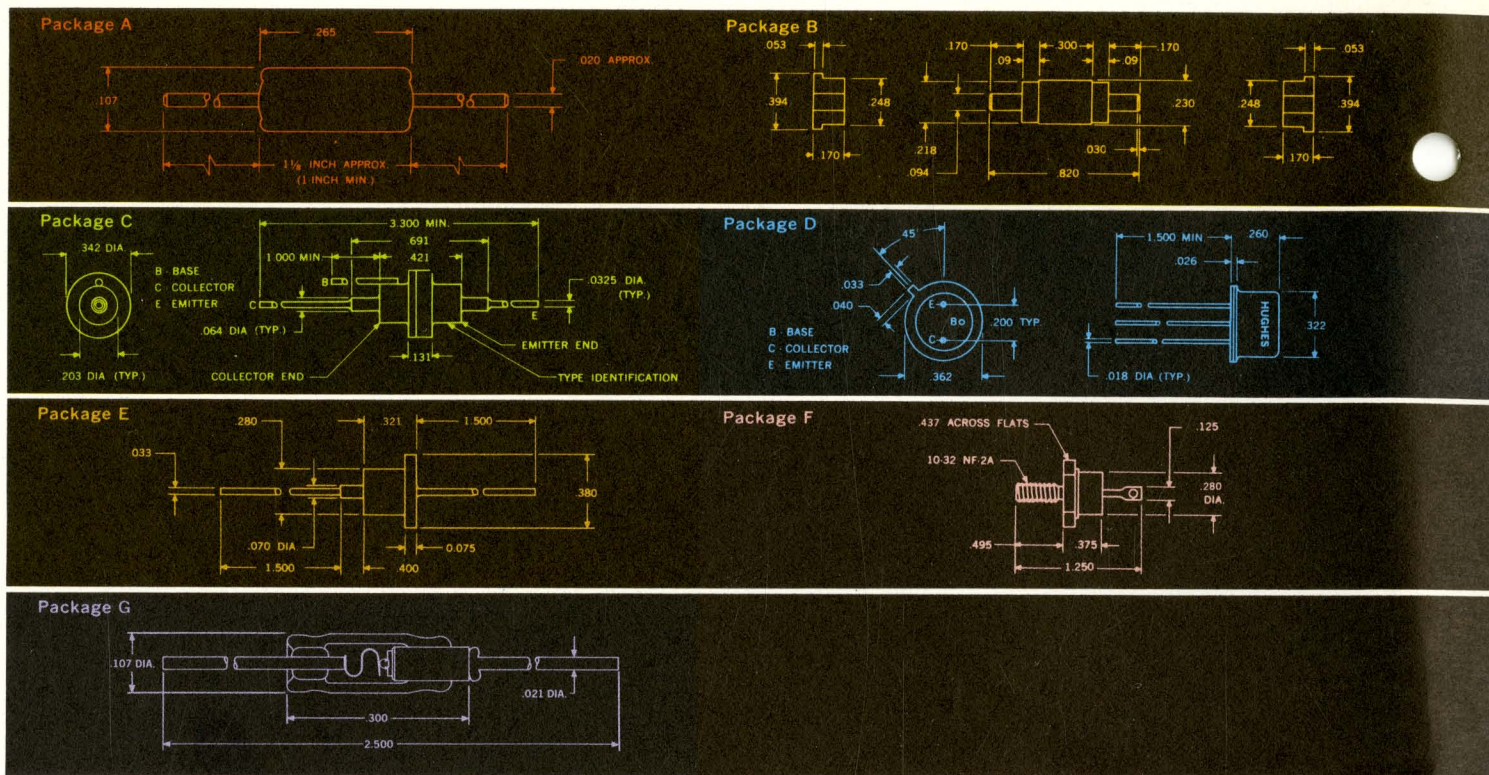 Package A
.265
.020 APPROX.
.107
1⅛ INCH APPROX.
(1-INCH MIN.)
Package B
.053
.170
.300
.170
.053
.09
.09
.394
.248
.230
.248
.394
.218
.030
.170
.094
.820
.170
Package C
3.300 MIN.
.342 DIA
.691
1.000 MIN
.421
B - BASE
C - COLLECTOR
E - EMITTER
B
C
.0325 DIA.
(TYP.)
E
.064 DIA (TYP.)
EMITTER END
.131
.203 DIA (TYP.)
COLLECTOR END
TYPE IDENTIFICATION
Package D
45°
1.500 MIN
.260
.026
.033
.040
E
B
C
.200 TYP
HUGHES
.322
B - BASE
C - COLLECTOR
E - EMITTER
.362
.018 DIA (TYP.)
Package E
.280
.321
1.500
.033
.380
.070 DIA
0.075
1.500
.400
Package F
.437 ACROSS FLATS
.125
10-32 NF-2A
.280
DIA.
.495
.375
1.250
Package G
.107 DIA.
.021 DIA.
.300
2.500